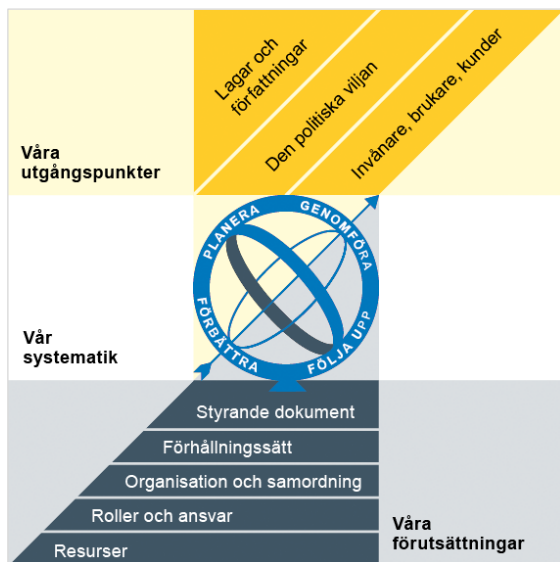 Lagar och
författningar
Den politiska viljan
Invånare, brukare, kunder
Våra
utgångspunkter
PLANERA
GENOMFÖRA
FÖLJA UPP
FÖRBÄTTRA
Vår
systematik
Styrande dokument
Förhållningssätt
Organisation och samordning
Roller och ansvar
Resurser
Våra
förutsättningar